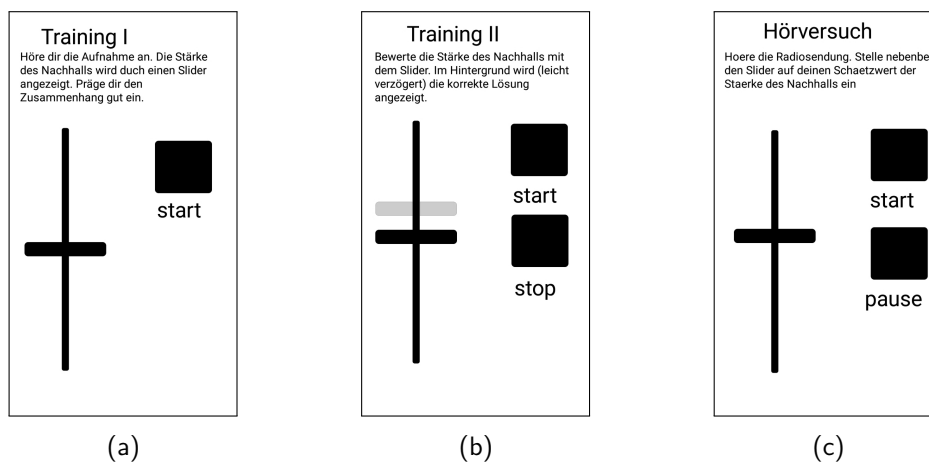 Training I
Höre dir die Aufnahme an. Die Stärke
des Nachhalls wird duch einen Slider
angezeigt. Präge dir den
Zusammenhang gut ein.
start
(a)
Training II
Bewerte die Stärke des Nachhalls mit
dem Slider. Im Hintergrund wird (leicht
verzögert) die korrekte Lösung
angezeigt.
start
stop
(b)
Hörversuch
Hoere die Radiosendung. Stelle nebenbe
den Slider auf deinen Schaetzwert der
Staerke des Nachhalls ein
start
pause
(c)